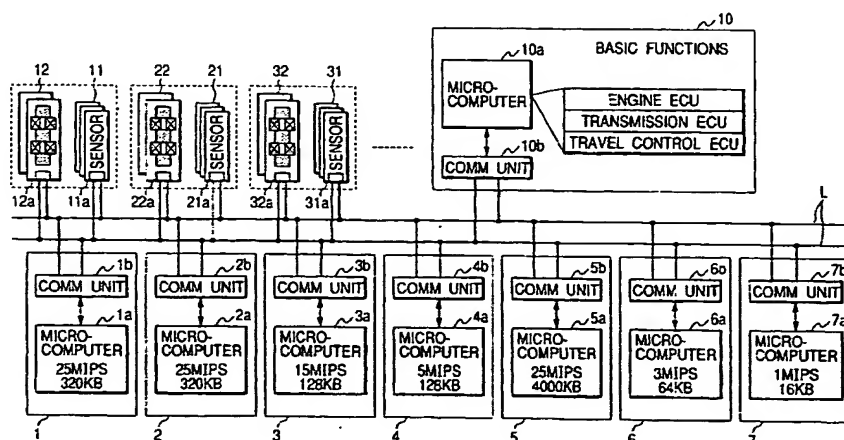 10
BASIC FUNCTIONS
10a
MICRO-
COMPUTER
ENGINE ECU
TRANSMISSION ECU
TRAVEL CONTROL ECU
10b
COMM UNIT
12
11
22
21
32
31
SENSOR
SENSOR
SENSOR
12a
11a
22a
21a
32a
31a
L
1b
COMM UNIT
1a
MICRO-
COMPUTER
25MIPS
320KB
1
2b
COMM UNIT
2a
MICRO-
COMPUTER
25MIPS
320KB
2
3b
COMM UNIT
3a
MICRO-
COMPUTER
15MIPS
128KB
3
4b
COMM UNIT
4a
MICRO-
COMPUTER
5MIPS
128KB
4
5b
COMM UNIT
5a
MICRO-
COMPUTER
25MIPS
4000KB
5
6b
COMM UNIT
6a
MICRO-
COMPUTER
3MIPS
64KB
6
7b
COMM UNIT
7a
MICRO-
COMPUTER
1MIPS
16KB
7